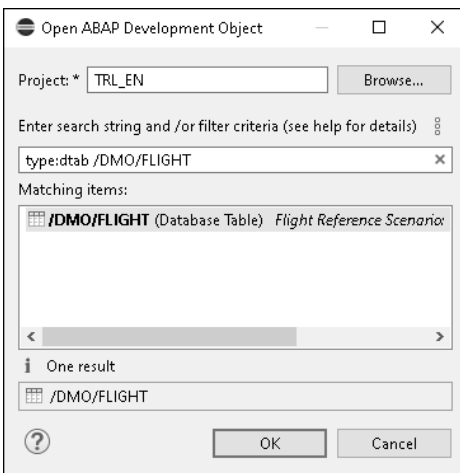 Open ABAP Development Object
Project: * TRL_EN Browse...
Enter search string and /or filter criteria (see help for details)
type:dtab /DMO/FLIGHT
Matching items:
/DMO/FLIGHT (Database Table) Flight Reference Scenario:
i One result
/DMO/FLIGHT
? OK Cancel